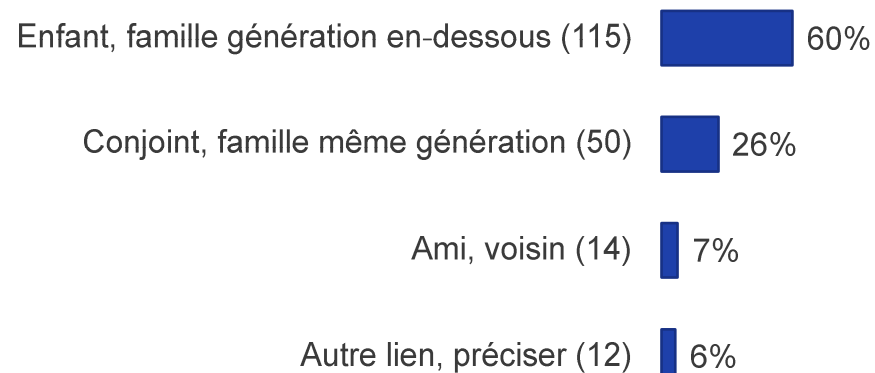 Enfant, famille génération en-dessous (115) 60%
Conjoint, famille même génération (50) 26%
Ami, voisin (14) 7%
Autre lien, préciser (12) 6%